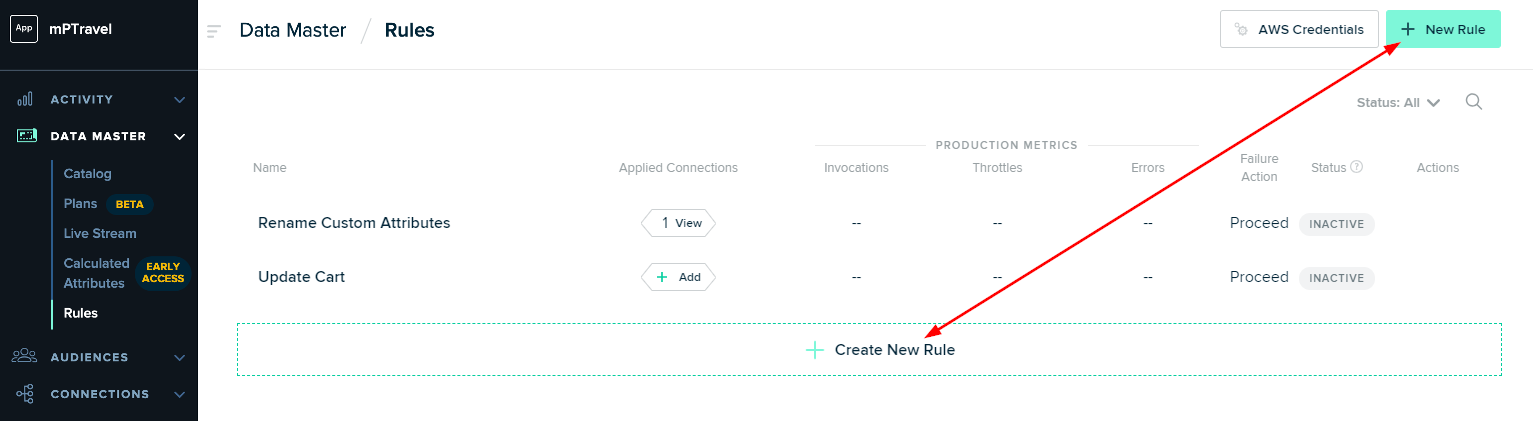 App mPTravel
Data Master / Rules
AWS Credentials
+ New Rule
ACTIVITY
DATA MASTER
Catalog
Plans BETA
Live Stream
Calculated
Attributes
EARLY
ACCESS
Rules
AUDIENCES
CONNECTIONS
Status: All
PRODUCTION METRICS
Name
Applied Connections
Invocations
Throttles
Errors
Failure
Action
Status ?
Actions
Rename Custom Attributes 1 View -- -- -- Proceed INACTIVE
Update Cart + Add -- -- -- Proceed INACTIVE
+ Create New Rule